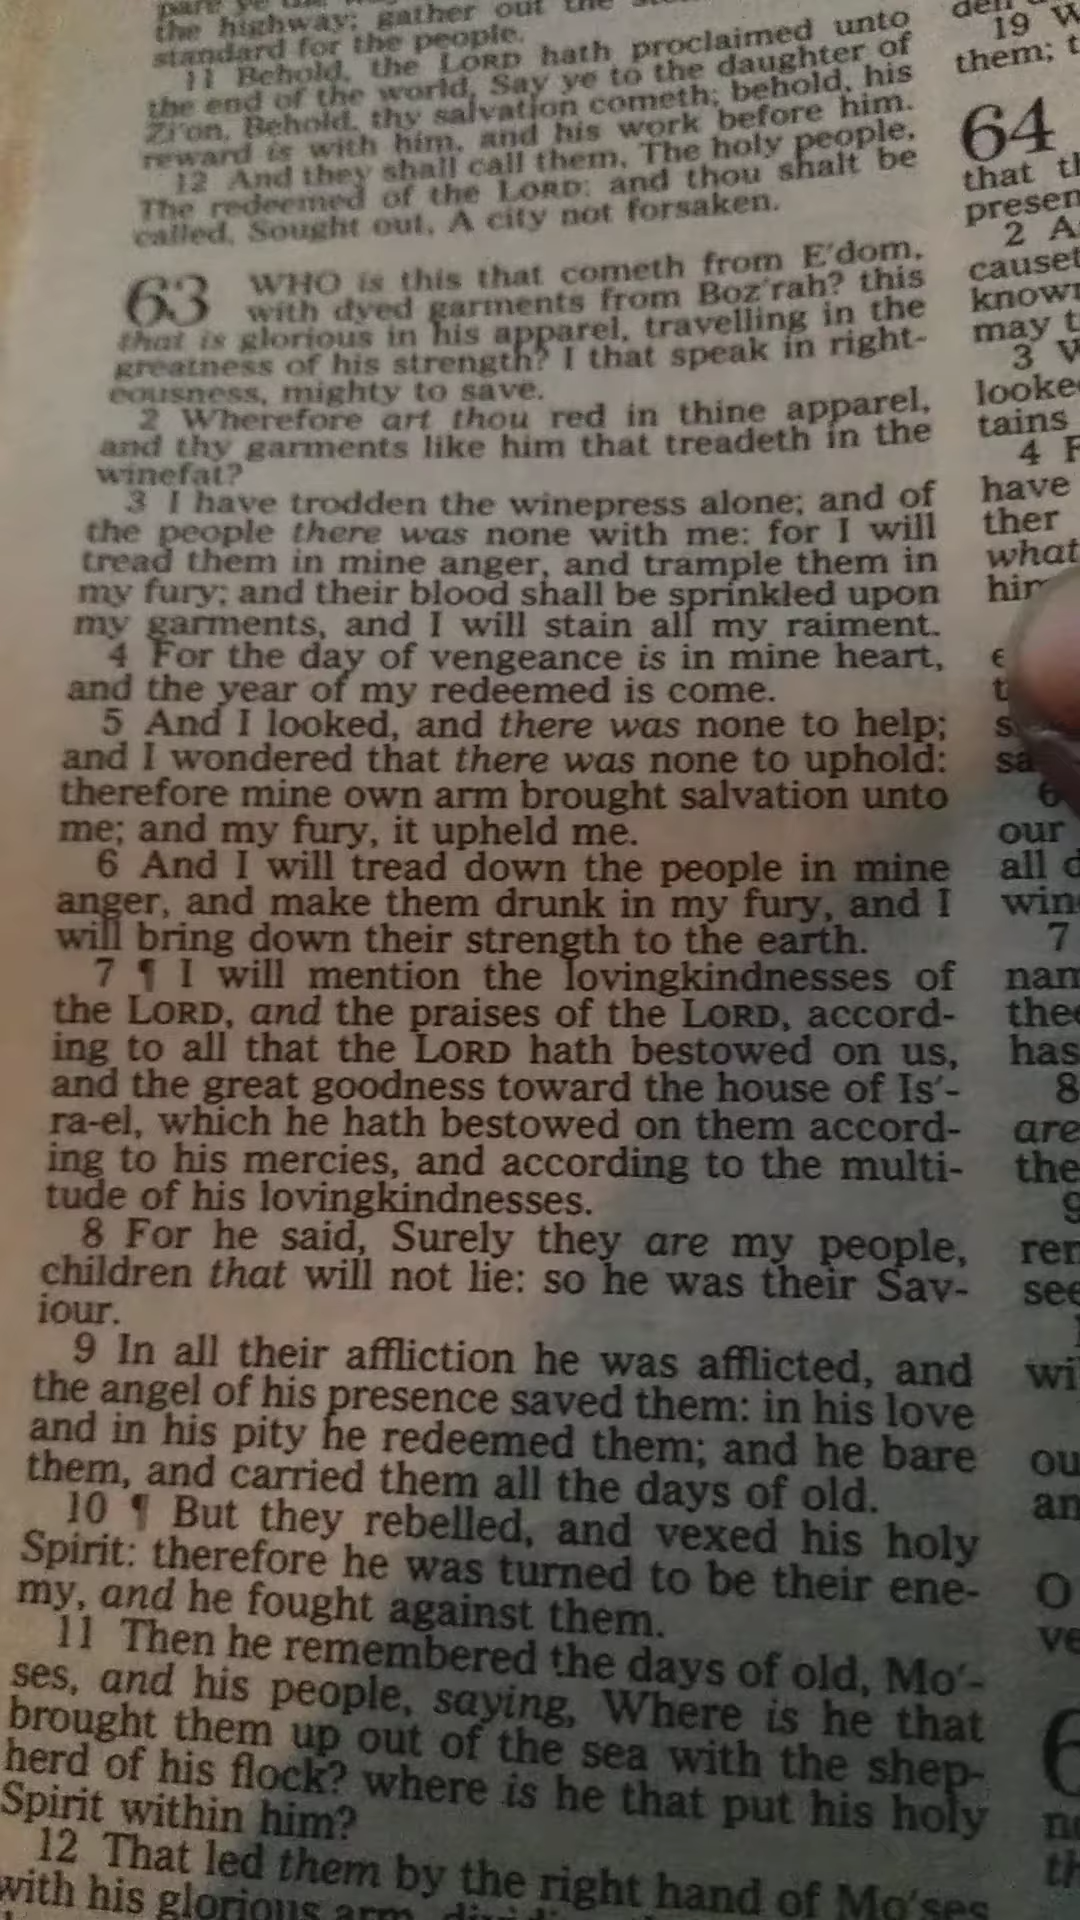 the highway; gather out the
standard for the people.
11 Behold, the LORD hath proclaimed unto
the end of the world, Say ye to the daughter of
Zi'on, Behold, thy salvation cometh; behold, his
reward is with him, and his work before him.
12 And they shall call them, The holy people,
The redeemed of the LORD: and thou shalt be
called, Sought out, A city not forsaken.
63 WHO is this that cometh from E'dom,
with dyed garments from Boz'rah? this
that is glorious in his apparel, travelling in the
greatness of his strength? I that speak in right-
eousness, mighty to save.
2 Wherefore art thou red in thine apparel,
and thy garments like him that treadeth in the
winefat?
3 I have trodden the winepress alone; and of
the people there was none with me: for I will
tread them in mine anger, and trample them in
my fury; and their blood shall be sprinkled upon
my garments, and I will stain all my raiment.
4 For the day of vengeance is in mine heart,
and the year of my redeemed is come.
5 And I looked, and there was none to help;
and I wondered that there was none to uphold:
therefore mine own arm brought salvation unto
me; and my fury, it upheld me.
6 And I will tread down the people in mine
anger, and make them drunk in my fury, and I
will bring down their strength to the earth.
7 ¶ I will mention the lovingkindnesses of
the LORD, and the praises of the LORD, accord-
ing to all that the LORD hath bestowed on us,
and the great goodness toward the house of Is'-
ra-el, which he hath bestowed on them accord-
ing to his mercies, and according to the multi-
tude of his lovingkindnesses.
8 For he said, Surely they are my people,
children that will not lie: so he was their Sav-
iour.
9 In all their affliction he was afflicted, and
the angel of his presence saved them: in his love
and in his pity he redeemed them; and he bare
them, and carried them all the days of old.
10 ¶ But they rebelled, and vexed his holy
Spirit: therefore he was turned to be their ene-
my, and he fought against them.
11 Then he remembered the days of old, Mo'-
ses, and his people, saying, Where is he that
brought them up out of the sea with the shep-
herd of his flock? where is he that put his holy
Spirit within him?
12 That led them by the right hand of Mo'ses
with his glorious arm,
19
them;
64
that
presen
2
causet
known
may
3
looke
tains
4
have
ther
what
our
all
win
7
nam
thee
has
8
are
the
9
ren
see
wi
ou
an
O
ve